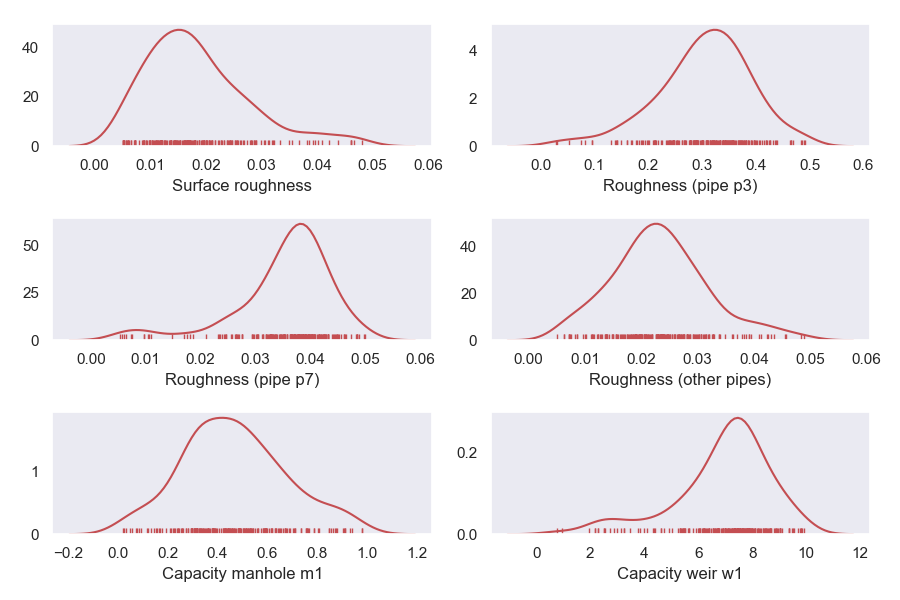 40
20
0
0.00 0.01 0.02 0.03 0.04 0.05 0.06
Surface roughness
4
2
0
0.0 0.1 0.2 0.3 0.4 0.5 0.6
Roughness (pipe p3)
50
25
0
0.00 0.01 0.02 0.03 0.04 0.05 0.06
Roughness (pipe p7)
40
20
0
0.00 0.01 0.02 0.03 0.04 0.05 0.06
Roughness (other pipes)
1
0
−0.2 0.0 0.2 0.4 0.6 0.8 1.0 1.2
Capacity manhole m1
0.2
0.0
0 2 4 6 8 10 12
Capacity weir w1